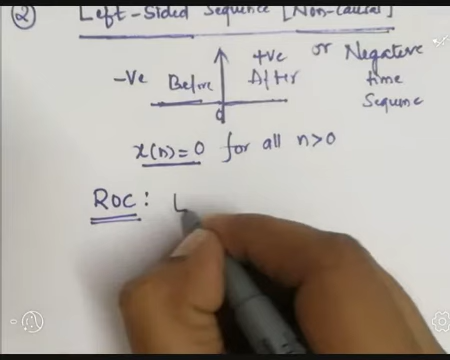 ② Left-Sided Sequence [Non-Causal]
-Ve Before +ve After or Negative time Sequence
0
x(n)=0 for all n>0
ROC: L